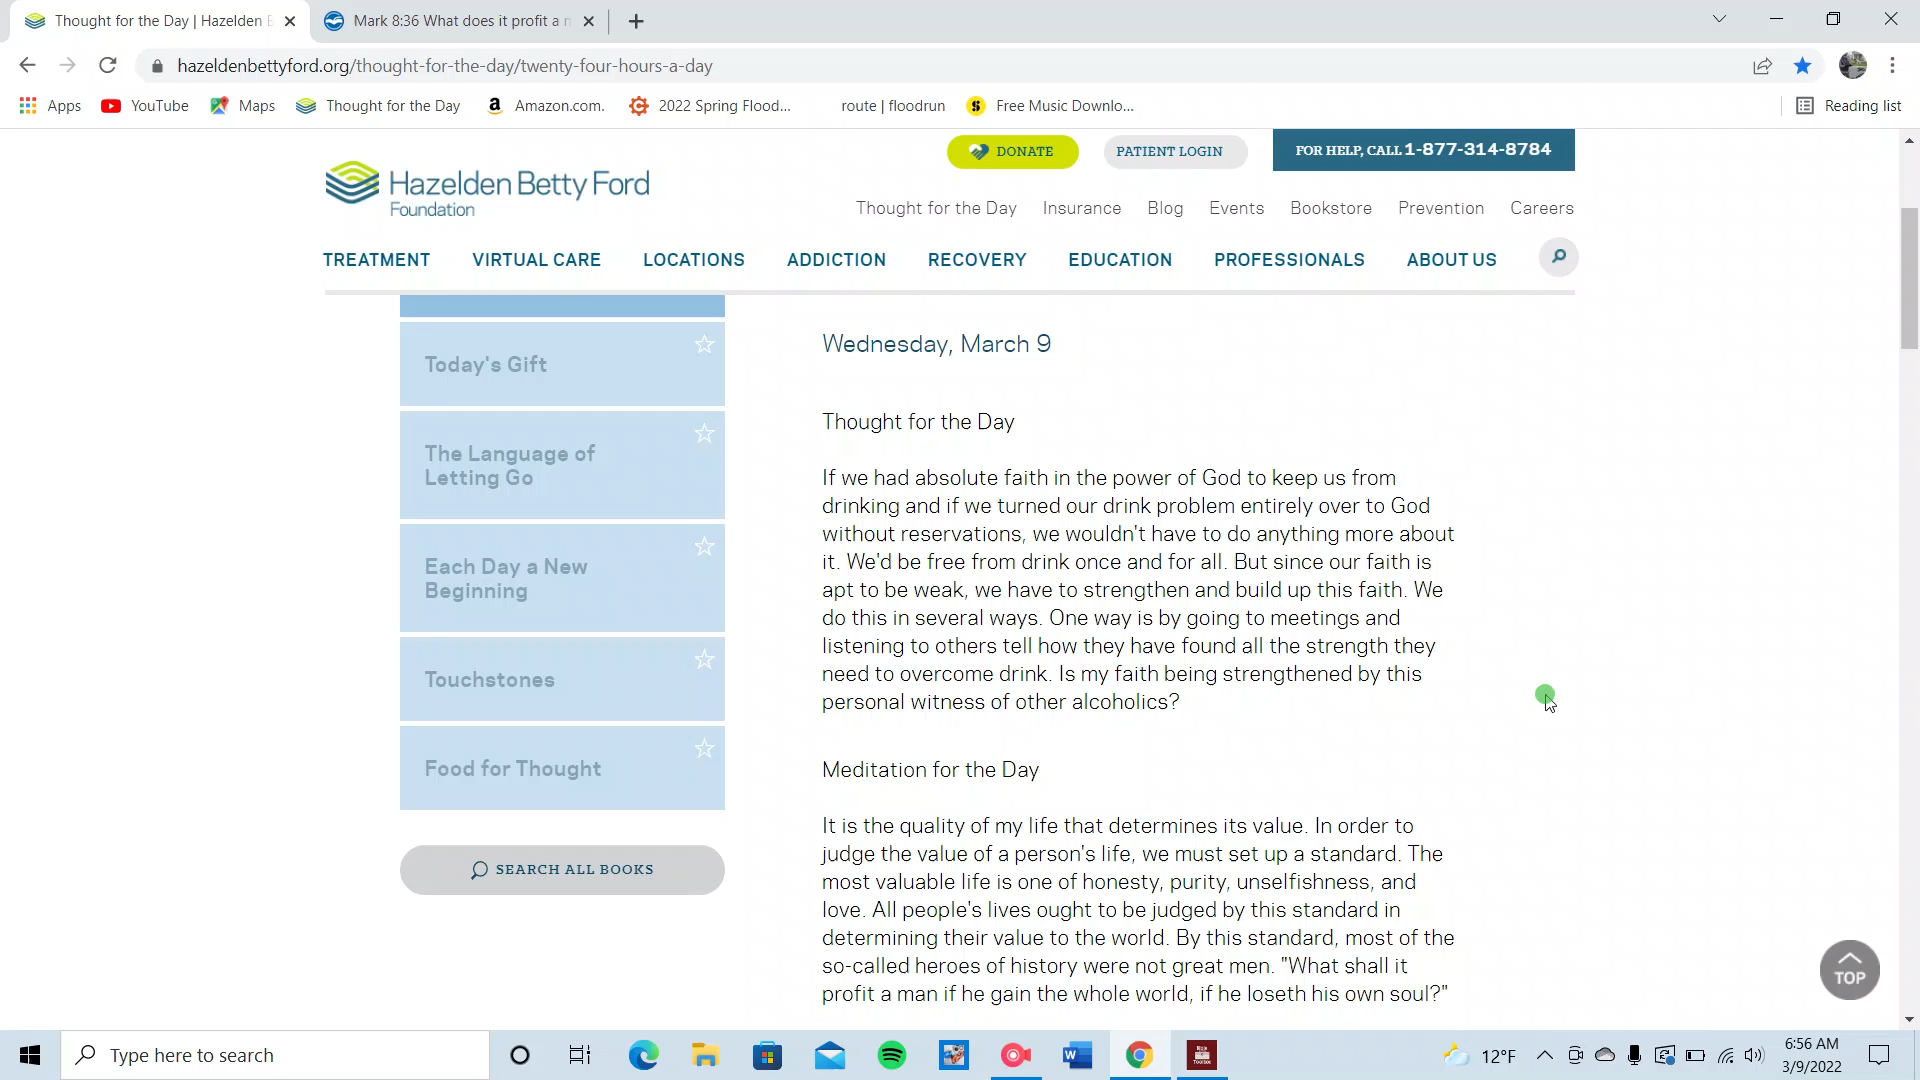 Thought for the Day | Hazelden B
Mark 8:36 What does it profit a m
hazeldenbettyford.org/thought-for-the-day/twenty-four-hours-a-day
Apps
YouTube
Maps
Thought for the Day
Amazon.com.
2022 Spring Flood...
route | floodrun
Free Music Downlo...
Reading list
DONATE
PATIENT LOGIN
FOR HELP, CALL 1-877-314-8784
Hazelden Betty Ford
Foundation
Thought for the Day
Insurance
Blog
Events
Bookstore
Prevention
Careers
TREATMENT
VIRTUAL CARE
LOCATIONS
ADDICTION
RECOVERY
EDUCATION
PROFESSIONALS
ABOUT US
Today's Gift
The Language of
Letting Go
Each Day a New
Beginning
Touchstones
Food for Thought
SEARCH ALL BOOKS
Wednesday, March 9
Thought for the Day
If we had absolute faith in the power of God to keep us from
drinking and if we turned our drink problem entirely over to God
without reservations, we wouldn't have to do anything more about
it. We'd be free from drink once and for all. But since our faith is
apt to be weak, we have to strengthen and build up this faith. We
do this in several ways. One way is by going to meetings and
listening to others tell how they have found all the strength they
need to overcome drink. Is my faith being strengthened by this
personal witness of other alcoholics?
Meditation for the Day
It is the quality of my life that determines its value. In order to
judge the value of a person's life, we must set up a standard. The
most valuable life is one of honesty, purity, unselfishness, and
love. All people's lives ought to be judged by this standard in
determining their value to the world. By this standard, most of the
so-called heroes of history were not great men. "What shall it
profit a man if he gain the whole world, if he loseth his own soul?"
TOP
Type here to search
12°F
6:56 AM
3/9/2022